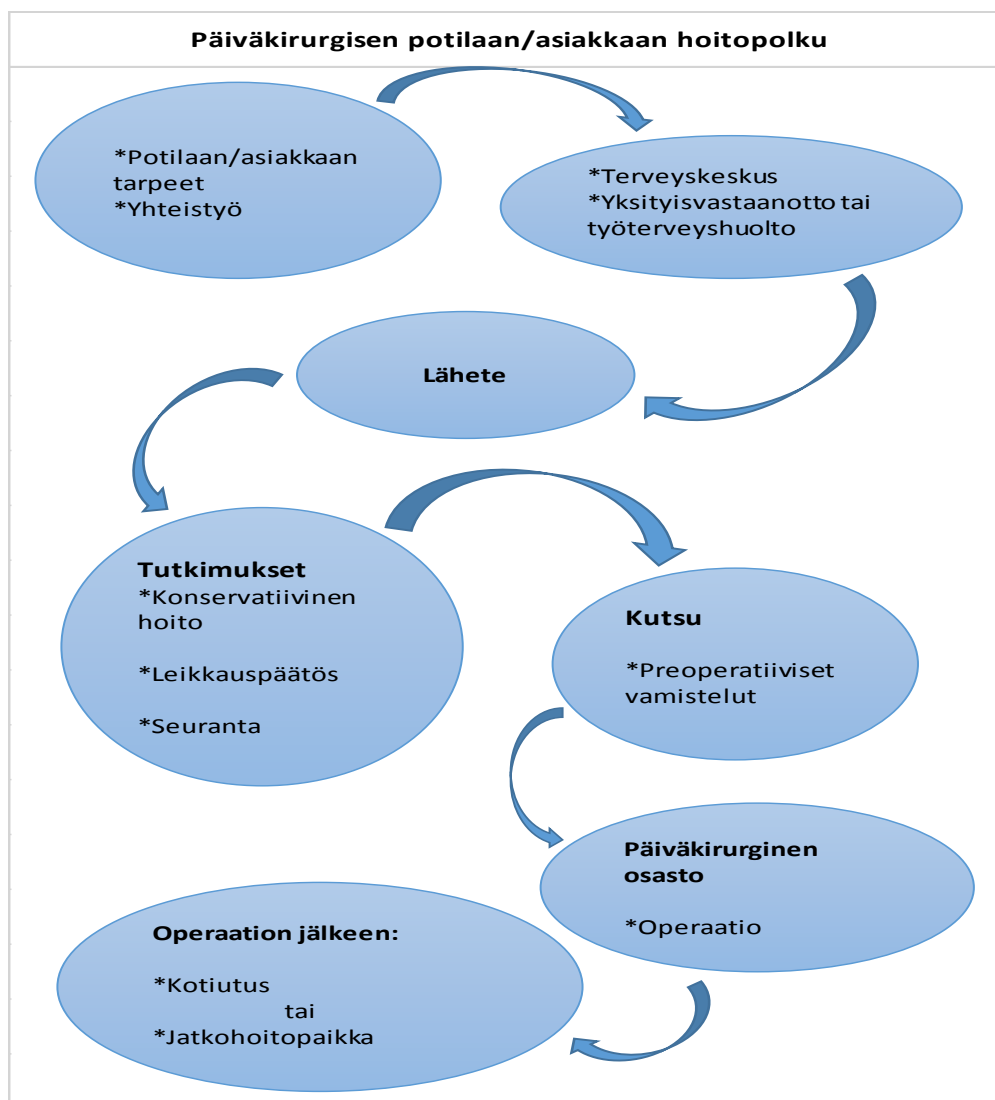 Päiväkirurgisen potilaan/asiakkaan hoitopolku
*Potilaan/asiakkaan
tarpeet
*Yhteistyö
*Terveyskeskus
*Yksityisvastaanotto tai
työterveyshuolto
Lähete
Tutkimukset
*Konservatiivinen
hoito
*Leikkauspäätös
*Seuranta
Kutsu
*Preoperatiiviset
vamistelut
Päiväkirurginen
osasto
*Operaatio
Operaation jälkeen:
*Kotiutus
tai
*Jatkohoitopaikka